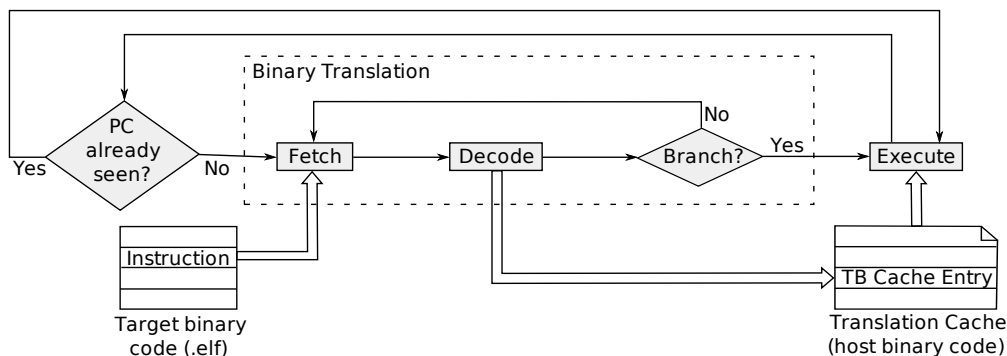 Binary Translation
PC
already
seen?
Yes
No
Fetch
Decode
Branch?
No
Yes
Execute
Instruction
Target binary
code (.elf)
TB Cache Entry
Translation Cache
(host binary code)